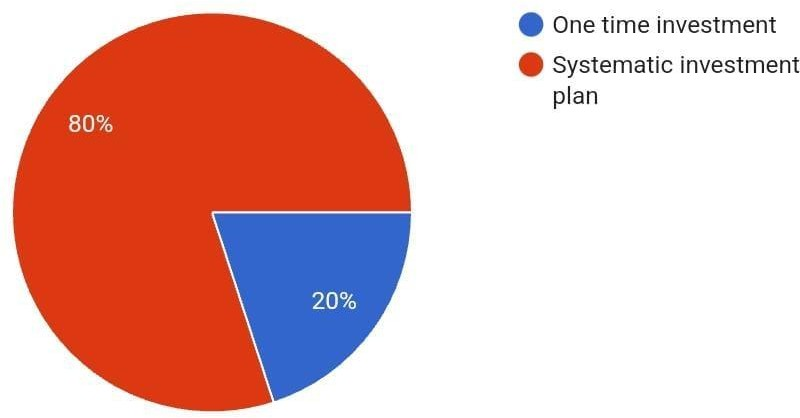 One time investment
Systematic investment
plan
80%
20%